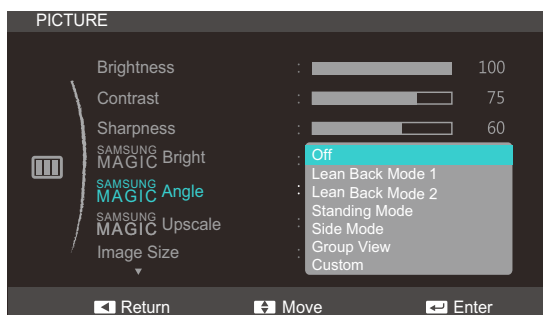 PICTURE
Brightness : 100
Contrast : 75
Sharpness : 60
SAMSUNG MAGIC Bright :
SAMSUNG MAGIC Angle :
SAMSUNG MAGIC Upscale :
Image Size :
Off
Lean Back Mode 1
Lean Back Mode 2
Standing Mode
Side Mode
Group View
Custom
Return Move Enter